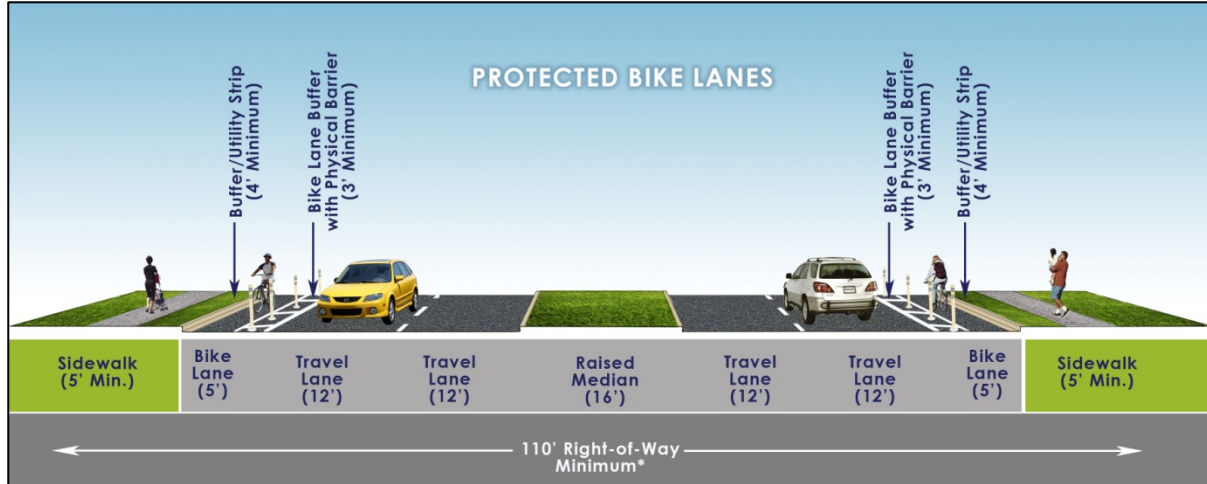 PROTECTED BIKE LANES
Buffer/Utility Strip
(4' Minimum)
Bike Lane Buffer
with Physical Barrier
(3' Minimum)
Bike Lane Buffer
with Physical Barrier
(3' Minimum)
Buffer/Utility Strip
(4' Minimum)
Sidewalk
(5' Min.)
Bike
Lane
(5')
Travel
Lane
(12')
Travel
Lane
(12')
Raised
Median
(16')
Travel
Lane
(12')
Travel
Lane
(12')
Bike
Lane
(5')
Sidewalk
(5' Min.)
110' Right-of-Way
Minimum*